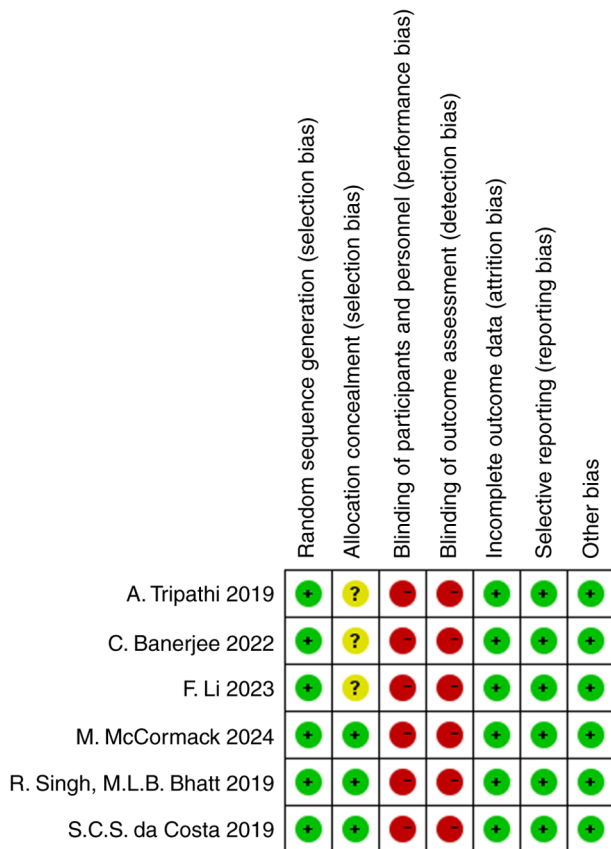 Random sequence generation (selection bias)
Allocation concealment (selection bias)
Blinding of participants and personnel (performance bias)
Blinding of outcome assessment (detection bias)
Incomplete outcome data (attrition bias)
Selective reporting (reporting bias)
Other bias
A. Tripathi 2019 + ? - - + + +
C. Banerjee 2022 + ? - - + + +
F. Li 2023 + ? - - + + +
M. McCormack 2024 + + - - + + +
R. Singh, M.L.B. Bhatt 2019 + + - - + + +
S.C.S. da Costa 2019 + + - - + + +